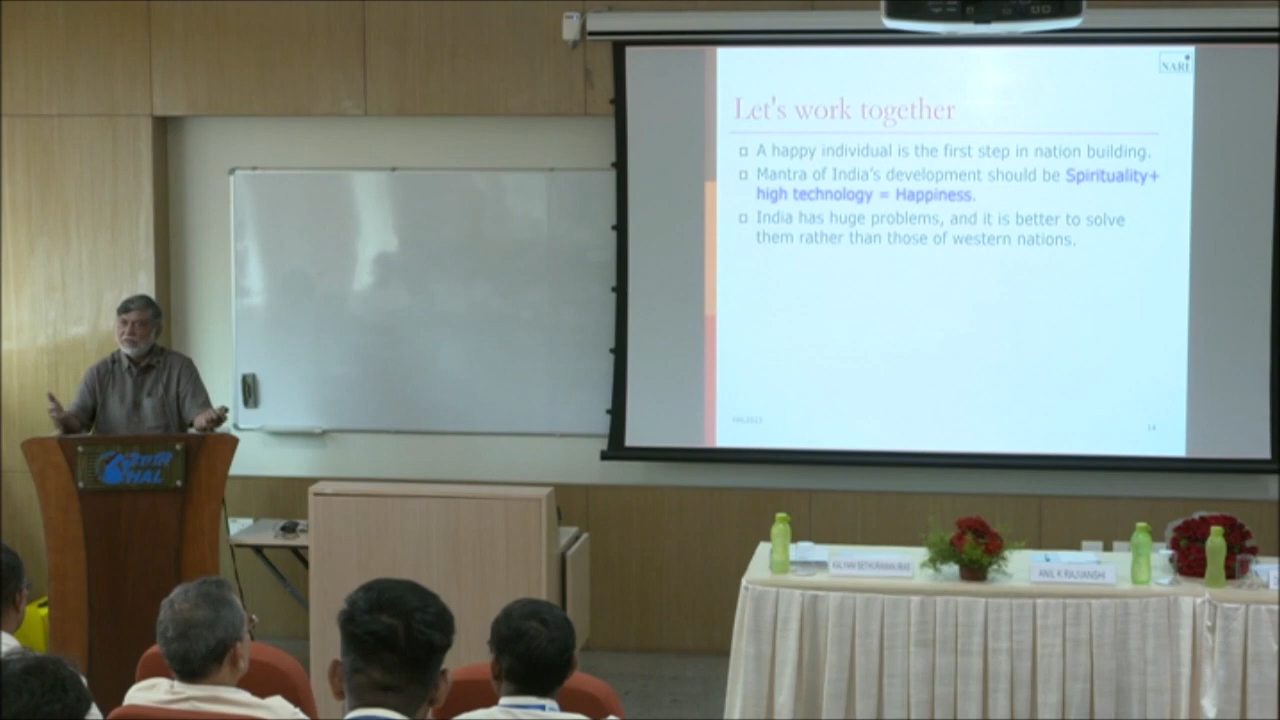 NARI
Let's work together
A happy individual is the first step in nation building.
Mantra of India's development should be Spirituality+
high technology = Happiness.
India has huge problems, and it is better to solve
them rather than those of western nations.
14
HAL
ANIL K RAJVANSHI